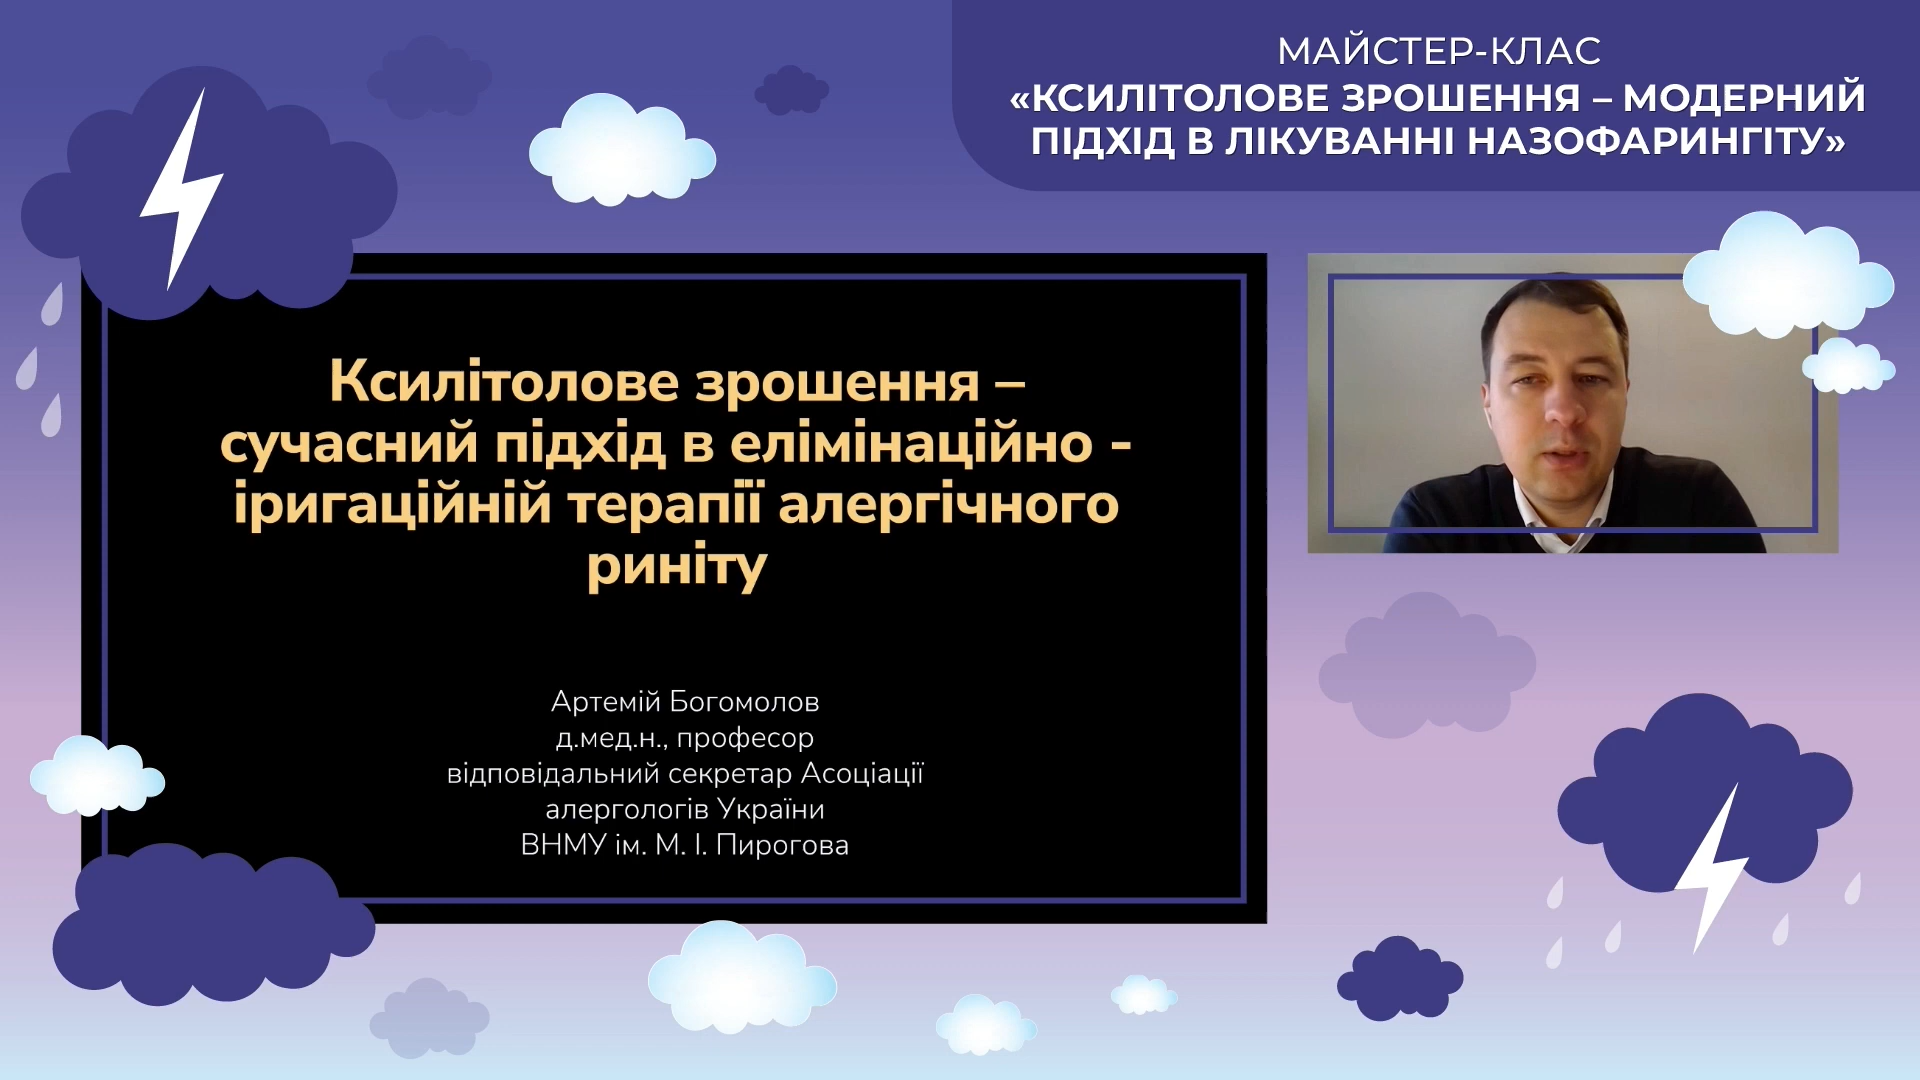 МАЙСТЕР-КЛАС
«КСИЛІТОЛОВЕ ЗРОШЕННЯ – МОДЕРНИЙ
ПІДХІД В ЛІКУВАННІ НАЗОФАРИНГІТУ»
Ксилітолове зрошення –
сучасний підхід в елімінаційно -
іригаційній терапії алергічного
риніту
Артемій Богомолов
д.мед.н., професор
відповідальний секретар Асоціації
алергологів України
ВНМУ ім. М. І. Пирогова